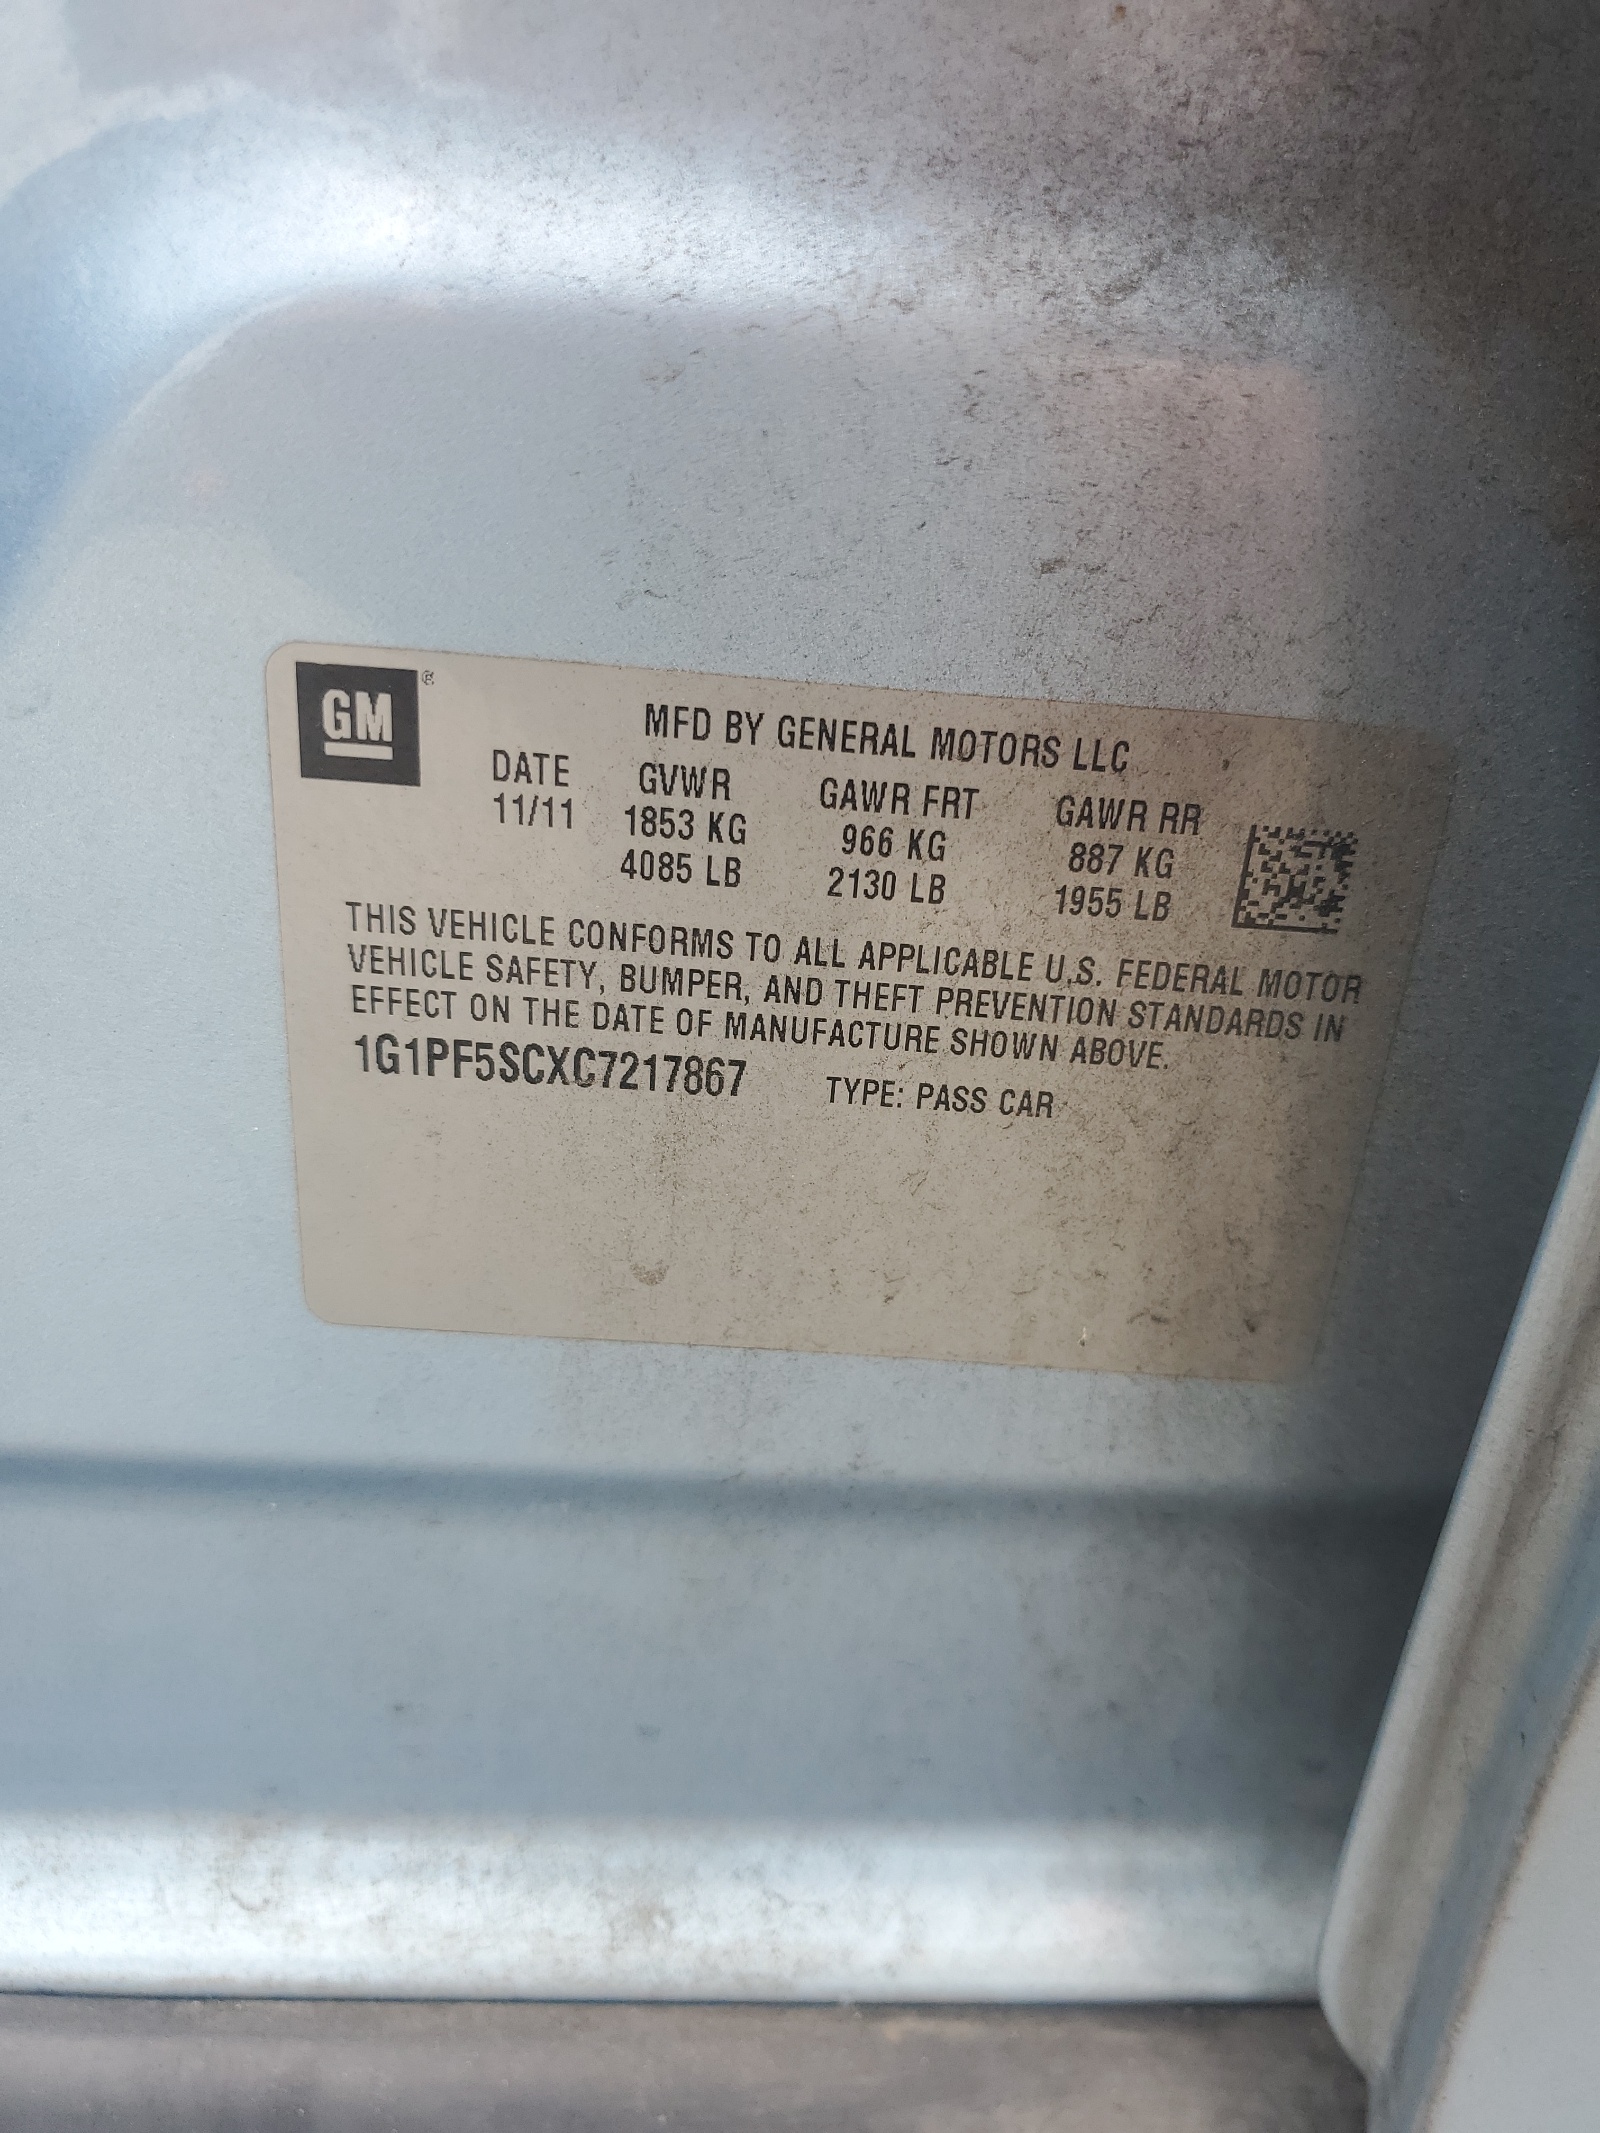 GM®
MFD BY GENERAL MOTORS LLC
DATE GVWR GAWR FRT GAWR RR
11/11 1853 KG 966 KG 887 KG
4085 LB 2130 LB 1955 LB
THIS VEHICLE CONFORMS TO ALL APPLICABLE U.S. FEDERAL MOTOR
VEHICLE SAFETY, BUMPER, AND THEFT PREVENTION STANDARDS IN
EFFECT ON THE DATE OF MANUFACTURE SHOWN ABOVE.
1G1PF5SCXC7217867 TYPE: PASS CAR